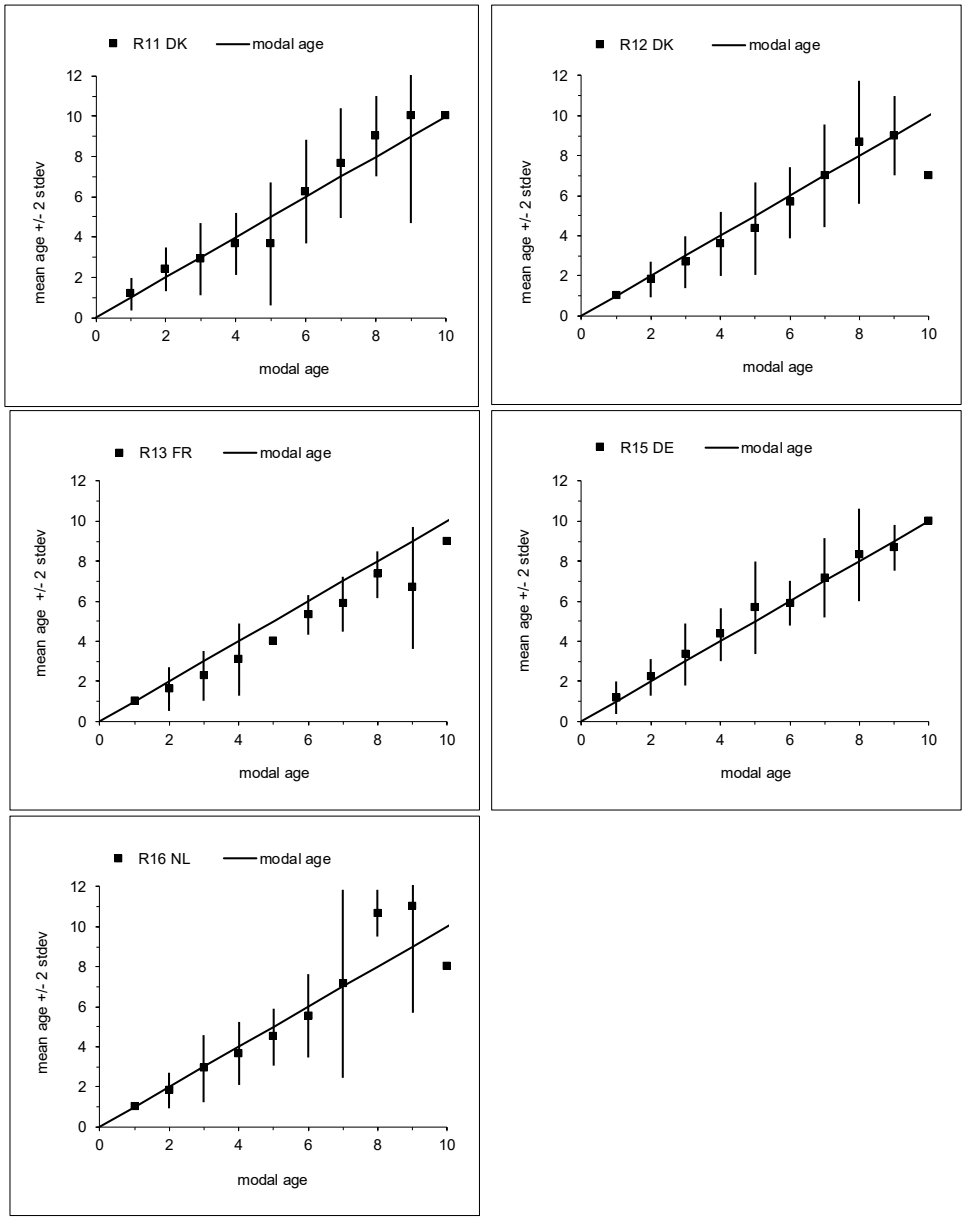 R11 DK modal age
12
10
8
6
4
2
0
0 2 4 6 8 10
mean age +/- 2 stdev
modal age
R12 DK modal age
12
10
8
6
4
2
0
0 2 4 6 8 10
mean age +/- 2 stdev
modal age
R13 FR modal age
12
10
8
6
4
2
0
0 2 4 6 8 10
mean age +/- 2 stdev
modal age
R15 DE modal age
12
10
8
6
4
2
0
0 2 4 6 8 10
mean age +/- 2 stdev
modal age
R16 NL modal age
12
10
8
6
4
2
0
0 2 4 6 8 10
mean age +/- 2 stdev
modal age